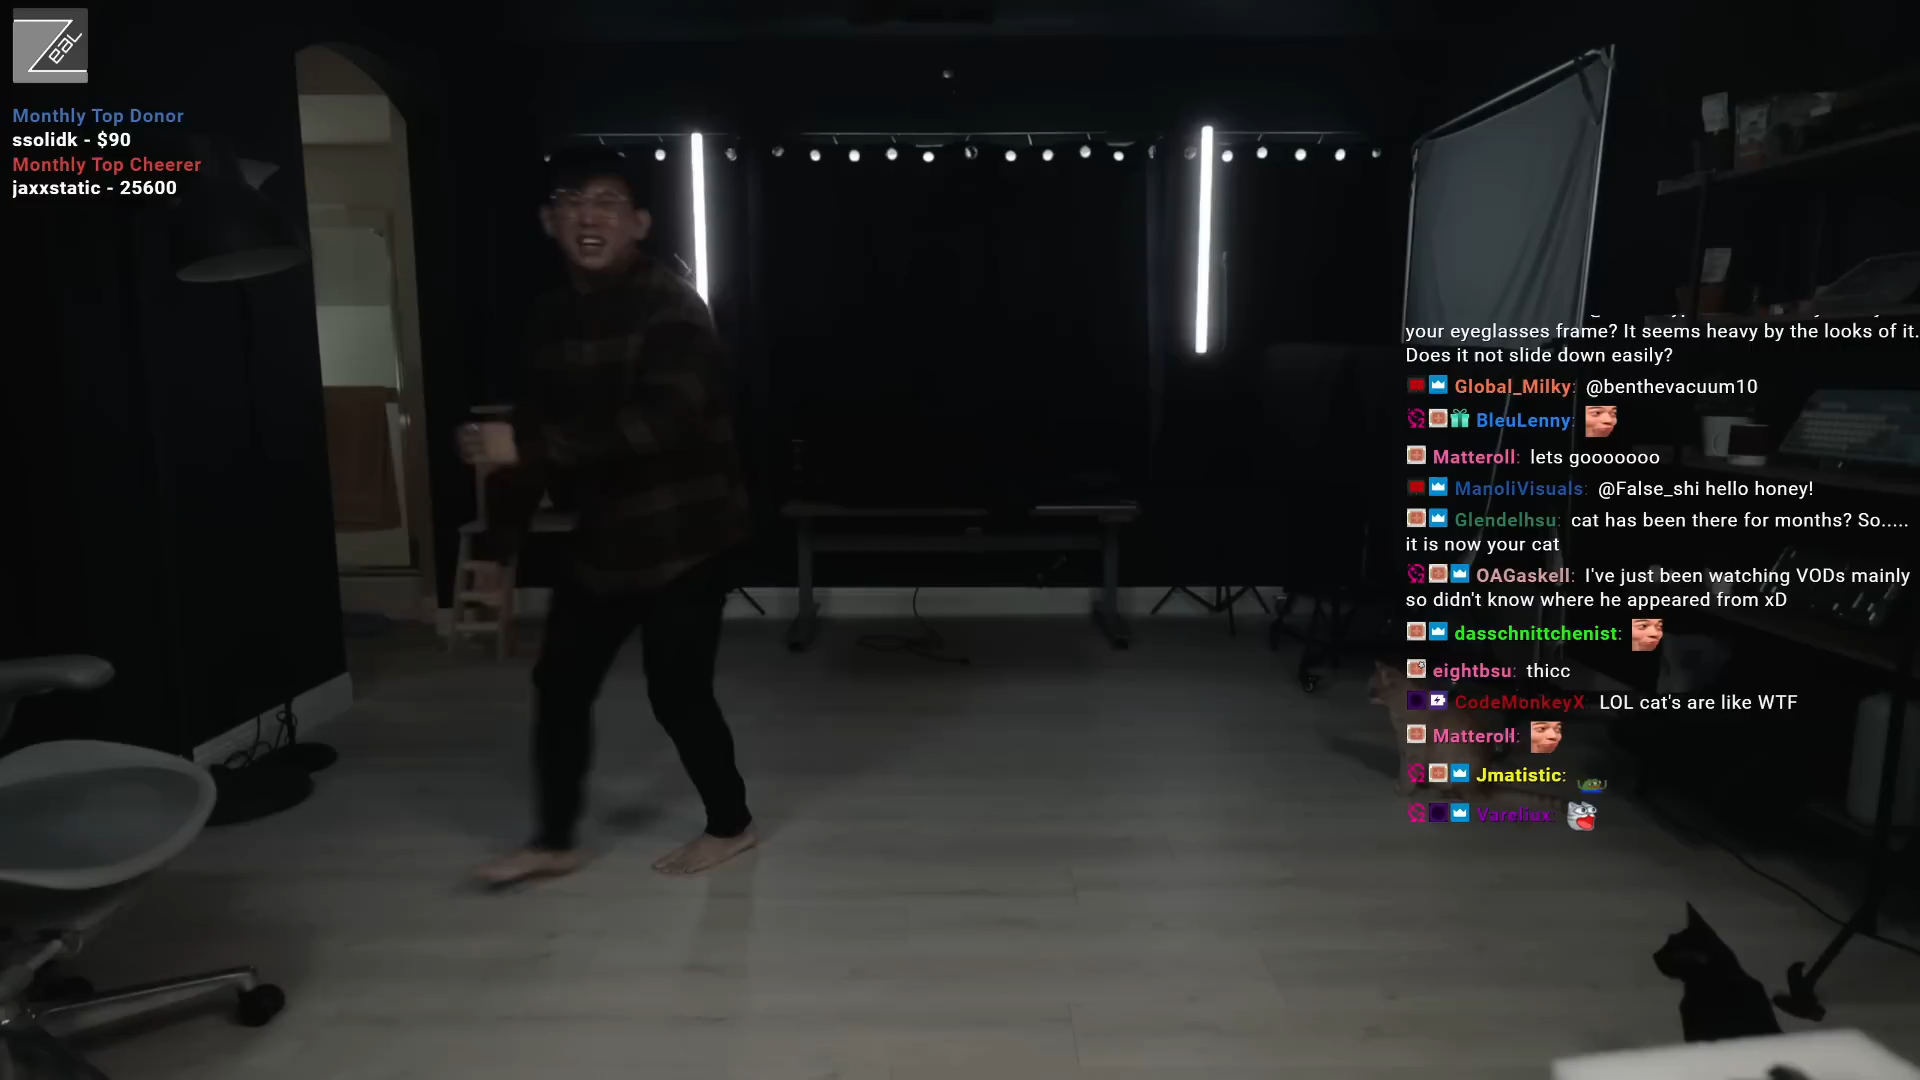 Zeal
Monthly Top Donor
ssolidk - $90
Monthly Top Cheerer
jaxxstatic - 25600
your eyeglasses frame? It seems heavy by the looks of it.
Does it not slide down easily?
Global_Milky: @benthevacuum10
BleuLenny:
Matteroll: lets gooooooo
ManoliVisuals: @False_shi hello honey!
Glendelhsu: cat has been there for months? So.....
it is now your cat
OAGaskell: I've just been watching VODs mainly
so didn't know where he appeared from xD
dasschnittchenist:
eightbsu: thicc
CodeMonkeyX: LOL cat's are like WTF
Matteroll:
Jmatistic:
Vareliux: